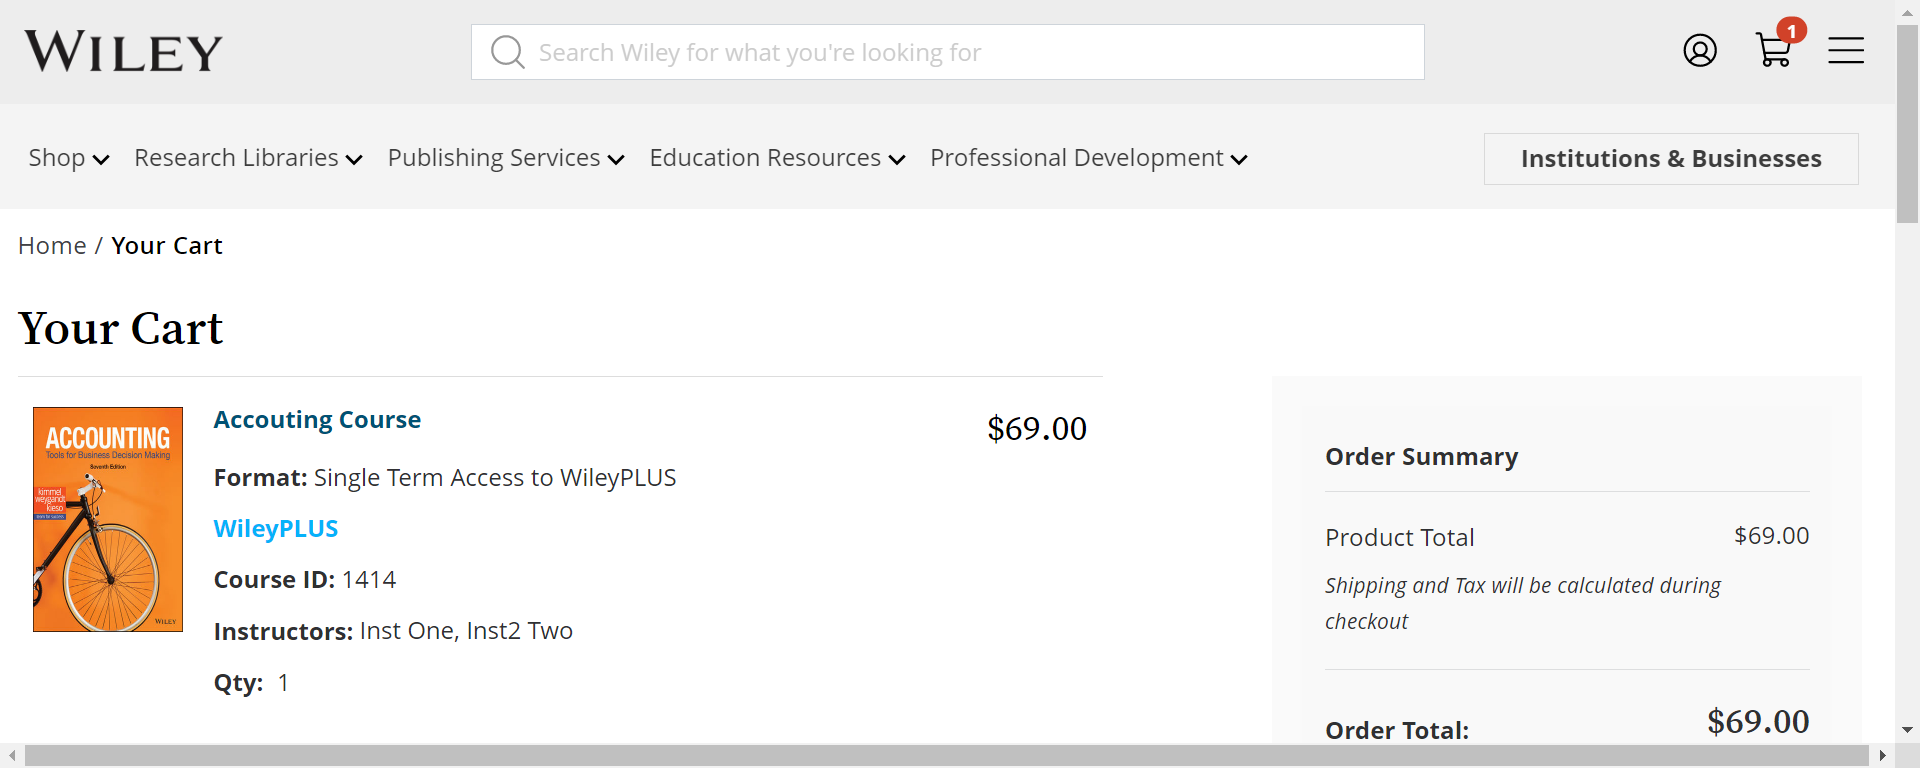 WILEY
Search Wiley for what you're looking for
1
Shop Research Libraries Publishing Services Education Resources Professional Development
Institutions & Businesses
Home / Your Cart
Your Cart
ACCOUNTING
Tools for Business Decision Making
Seventh Edition
kimmel
weygandt
kieso
WILEY
Accouting Course
$69.00
Format: Single Term Access to WileyPLUS
WileyPLUS
Course ID: 1414
Instructors: Inst One, Inst2 Two
Qty: 1
Order Summary
Product Total $69.00
Shipping and Tax will be calculated during
checkout
Order Total: $69.00